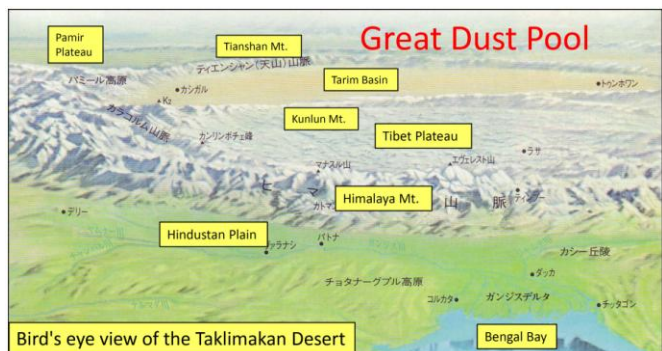 Pamir
Plateau
Tianshan Mt.
Great Dust Pool
ティエンシャン(天山)山脈
パミール高原
Tarim Basin
カシガル
トゥンホワン
K2
カラコルム山脈
Kunlun Mt.
カンリンポチェ峰
Tibet Plateau
ラサ
マナスル山
エヴェレスト山
ヒマ
Himalaya Mt.
山脈
カトマン
ティンプー
デリー
Hindustan Plain
パトナ
ァラナシ
カシー丘陵
チョタナーグプル高原
ダッカ
コルカタ
ガンジスデルタ
チッタゴン
Bird's eye view of the Taklimakan Desert
Bengal Bay